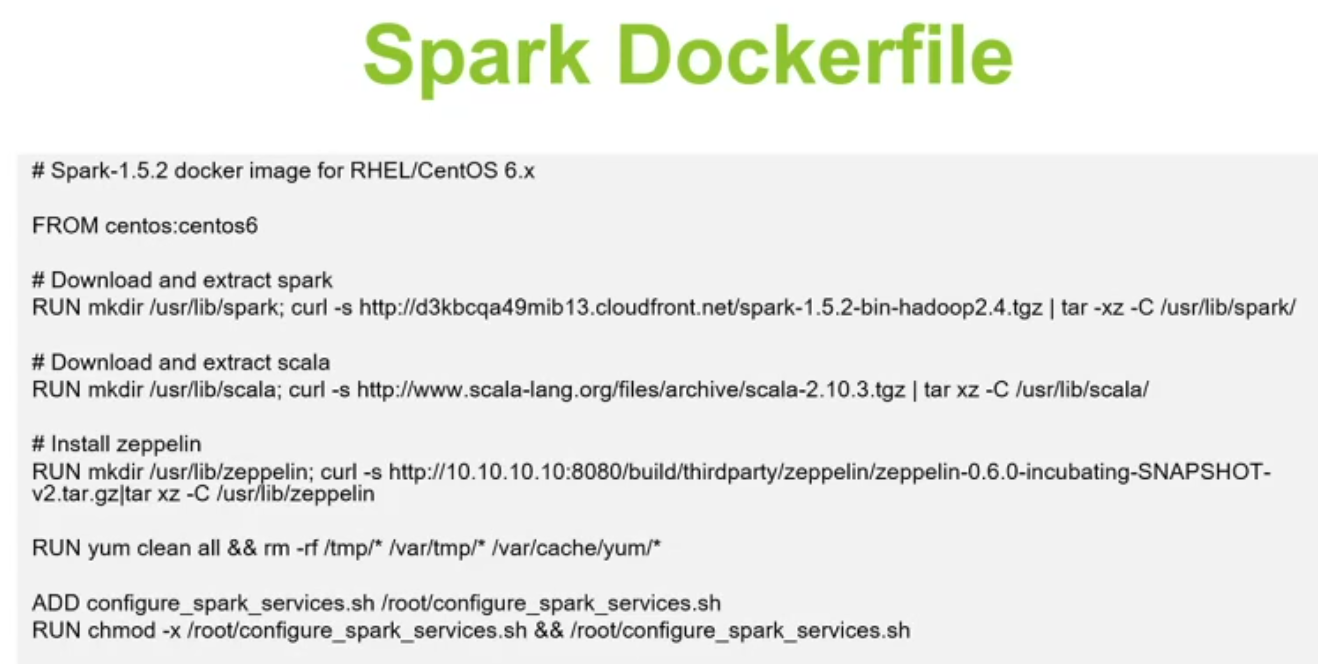 Spark Dockerfile
# Spark-1.5.2 docker image for RHEL/CentOS 6.x
FROM centos:centos6
# Download and extract spark
RUN mkdir /usr/lib/spark; curl -s http://d3kbcqa49mib13.cloudfront.net/spark-1.5.2-bin-hadoop2.4.tgz | tar -xz -C /usr/lib/spark/
# Download and extract scala
RUN mkdir /usr/lib/scala; curl -s http://www.scala-lang.org/files/archive/scala-2.10.3.tgz | tar xz -C /usr/lib/scala/
# Install zeppelin
RUN mkdir /usr/lib/zeppelin; curl -s http://10.10.10.10:8080/build/thirdparty/zeppelin/zeppelin-0.6.0-incubating-SNAPSHOT-
v2.tar.gz|tar xz -C /usr/lib/zeppelin
RUN yum clean all && rm -rf /tmp/* /var/tmp/* /var/cache/yum/*
ADD configure_spark_services.sh /root/configure_spark_services.sh
RUN chmod -x /root/configure_spark_services.sh && /root/configure_spark_services.sh